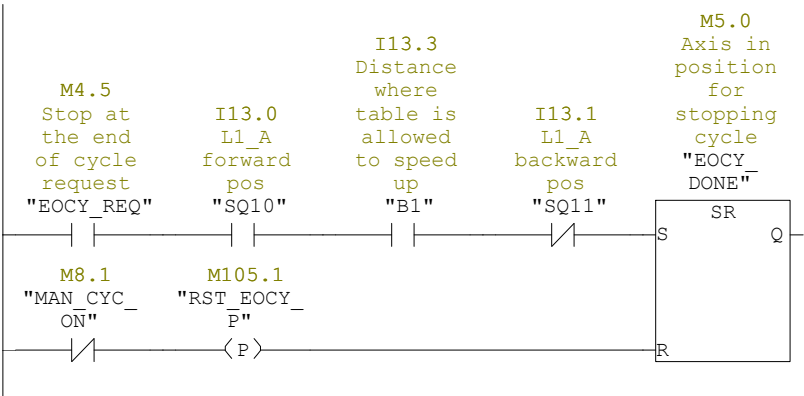 M5.0
Axis in
position
for
stopping
cycle
"EOCY_
DONE"
I13.3
Distance
where
table is
allowed
to speed
up
"B1"
M4.5
Stop at
the end
of cycle
request
"EOCY_REQ"
I13.0
L1_A
forward
pos
"SQ10"
I13.1
L1_A
backward
pos
"SQ11"
SR
S
Q
M8.1
"MAN_CYC_
ON"
M105.1
"RST_EOCY_
P"
P
R